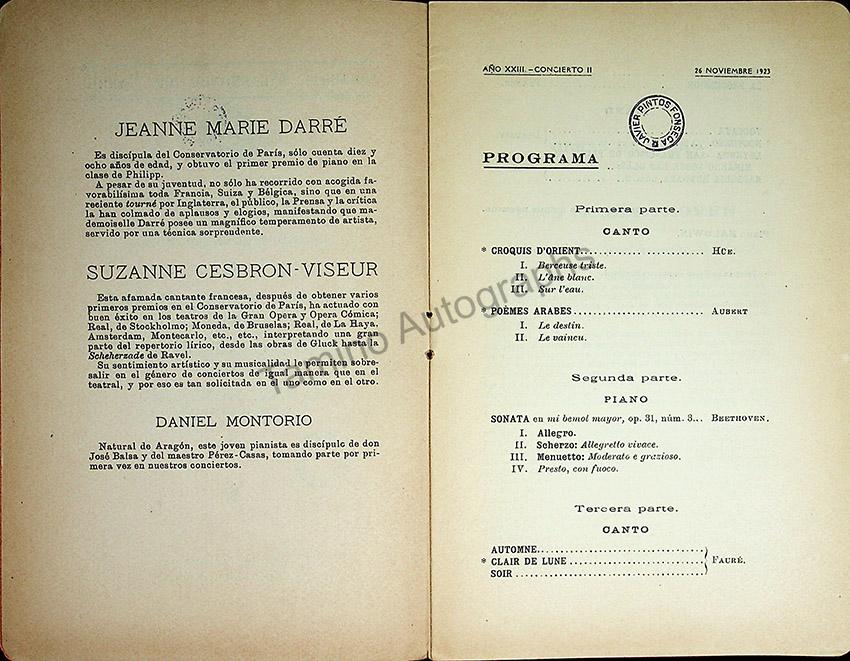 JEANNE MARIE DARRÉ
Es discípula del Conservatorio de París, sólo cuenta diez y
ocho años de edad, y obtuvo el primer premio de piano en la
clase de Philipp.
A pesar de su juventud, no sólo ha recorrido con acogida fa-
vorabilísima toda Francia, Suiza y Bélgica, sino que en una
reciente tourné por Inglaterra, el público, la Prensa y la crítica
la han colmado de aplausos y elogios, manifestando que ma-
demoiselle Darré posee un magnífico temperamento de artista,
servido por una técnica sorprendente.
SUZANNE CESBRON-VISEUR
Esta afamada cantante francesa, después de obtener varios
primeros premios en el Conservatorio de París, ha actuado con
buen éxito en los teatros de la Gran Opera y Opera Cómica;
Real, de Stockholmo; Moneda, de Bruselas; Real, de La Haya,
Amsterdam, Montecarlo, etc., etc., interpretando una gran
parte del repertorio lírico, desde las obras de Gluck hasta la
Scheherzade de Ravel.
Su sentimiento artístico y su musicalidad le permiten sobre-
salir en el género de conciertos de igual manera que en el
teatral, y por eso es tan solicitada en el uno como en el otro.
DANIEL MONTORIO
Natural de Aragón, este joven pianista es discípulo de don
José Balsa y del maestro Pérez-Casas, tomando parte por pri-
mera vez en nuestros conciertos.
AÑO XXIII.-CONCIERTO II 26 NOVIEMBRE 1923
JAVIER PINTOS FONSECA
PROGRAMA
Primera parte.
CANTO
* CROQUIS D'ORIENT.............. Hüe.
I. Berceuse triste.
II. L'âne blanc.
III. Sur l'eau.
* POÈMES ARABES....................... Aubert
I. Le destin.
II. Le vaincu.
Segunda parte.
PIANO
SONATA en mi bemol mayor, op. 31, núm. 3... Beethoven.
I. Allegro.
II. Scherzo: Allegretto vivace.
III. Menuetto: Moderato e grazioso.
IV. Presto, con fuoco.
Tercera parte.
CANTO
AUTOMNE.............................
* CLAIR DE LUNE ....................... Fauré.
SOIR .................................
Tamino Autographs